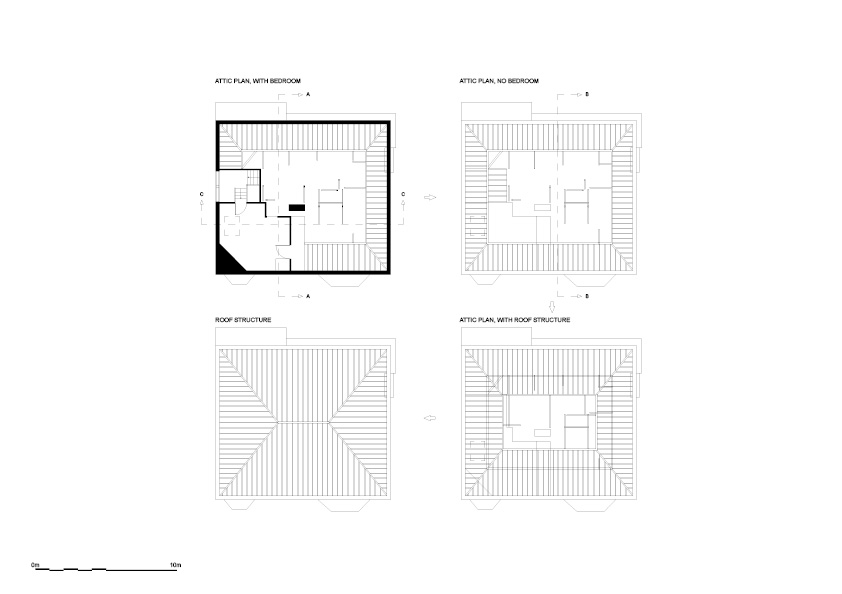 ATTIC PLAN, WITH BEDROOM
ATTIC PLAN, NO BEDROOM
A
B
C
C
A
B
ROOF STRUCTURE
ATTIC PLAN, WITH ROOF STRUCTURE
0m
10m